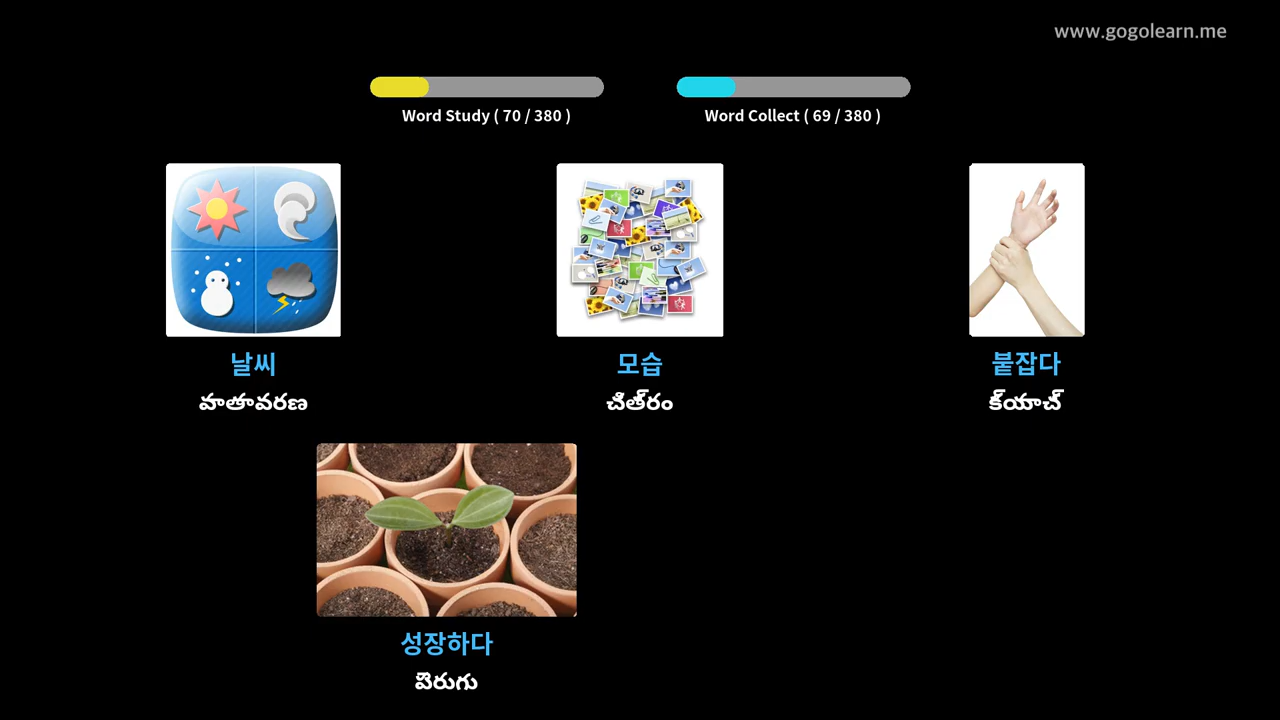 www.gogolearn.me
Word Study ( 70 / 380 )
Word Collect ( 69 / 380 )
날씨
모습
붙잡다
వాతావరణ
చిత్రం
క్యాచ్
성장하다
పెరుగు